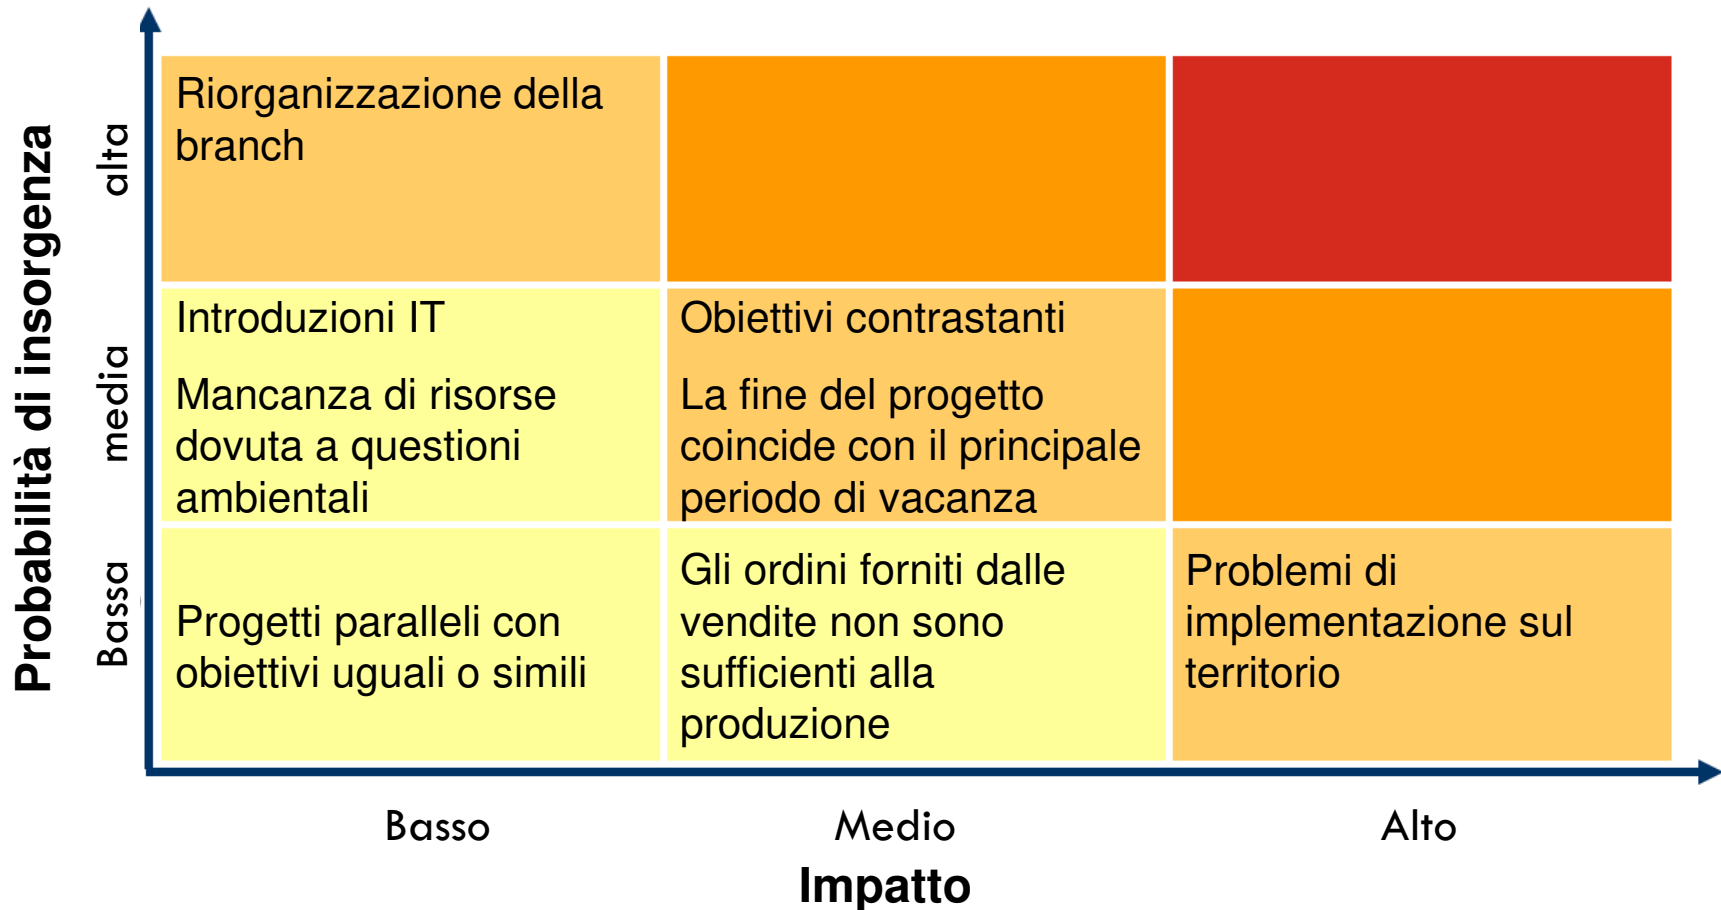 Probabilità di insorgenza
alta
Riorganizzazione della
branch
media
Introduzioni IT
Mancanza di risorse
dovuta a questioni
ambientali
Obiettivi contrastanti
La fine del progetto
coincide con il principale
periodo di vacanza
Bassa
Progetti paralleli con
obiettivi uguali o simili
Gli ordini forniti dalle
vendite non sono
sufficienti alla
produzione
Problemi di
implementazione sul
territorio
Basso
Medio
Alto
Impatto